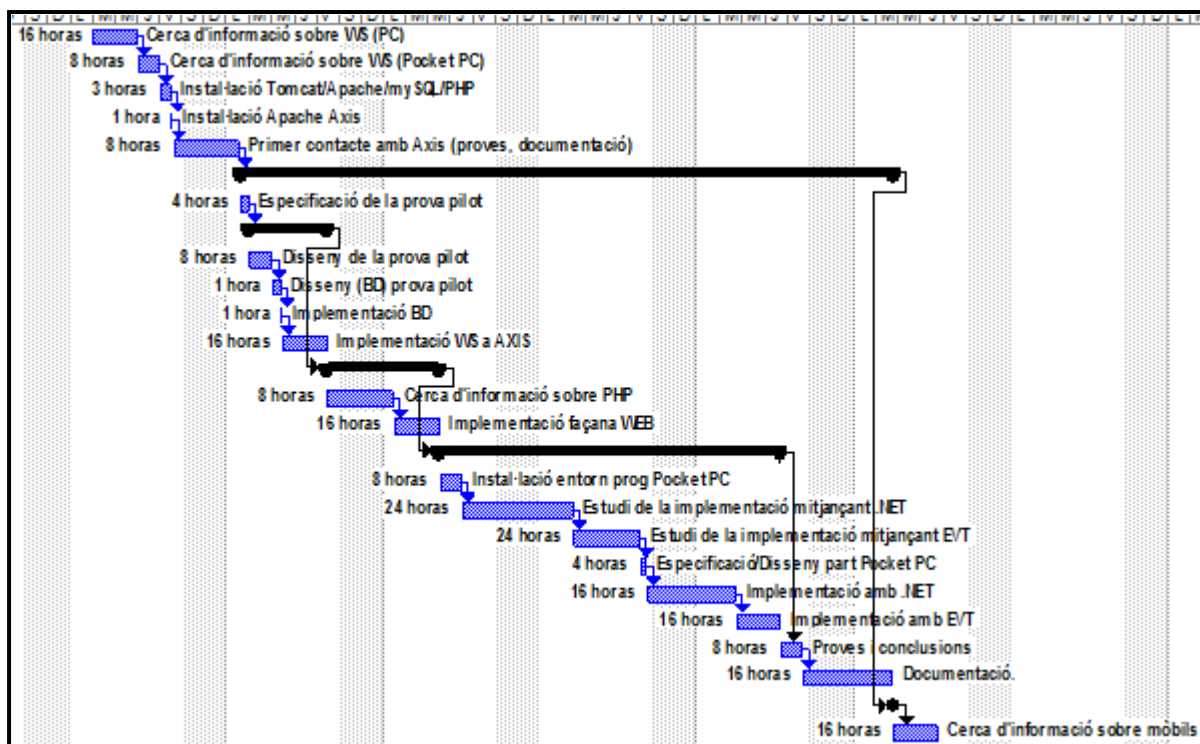 16 horas Cerca d'informació sobre WS (PC)
8 horas Cerca d'informació sobre WS (Pocket PC)
3 horas Instal·lació Tomcat/Apache/my SQL/PHP
1 hora Instal·lació Apache Axis
8 horas Primer contacte amb Axis (proves, documentació)
4 horas Especificació de la prova pilot
8 horas Disseny de la prova pilot
1 hora Disseny (BD) prova pilot
1 hora Implementació BD
16 horas Implementació WS a AXIS
8 horas Cerca d'informació sobre PHP
16 horas Implementació façana WEB
8 horas Instal·lació entorn prog Pocket PC
24 horas Estudi de la implementació mitjançant .NET
24 horas Estudi de la implementació mitjançant EVT
4 horas Especificació/Disseny part Pocket PC
16 horas Implementació amb .NET
16 horas Implementació amb EVT
8 horas Proves i conclusions
16 horas Documentació.
16 horas Cerca d'informació sobre mòbils